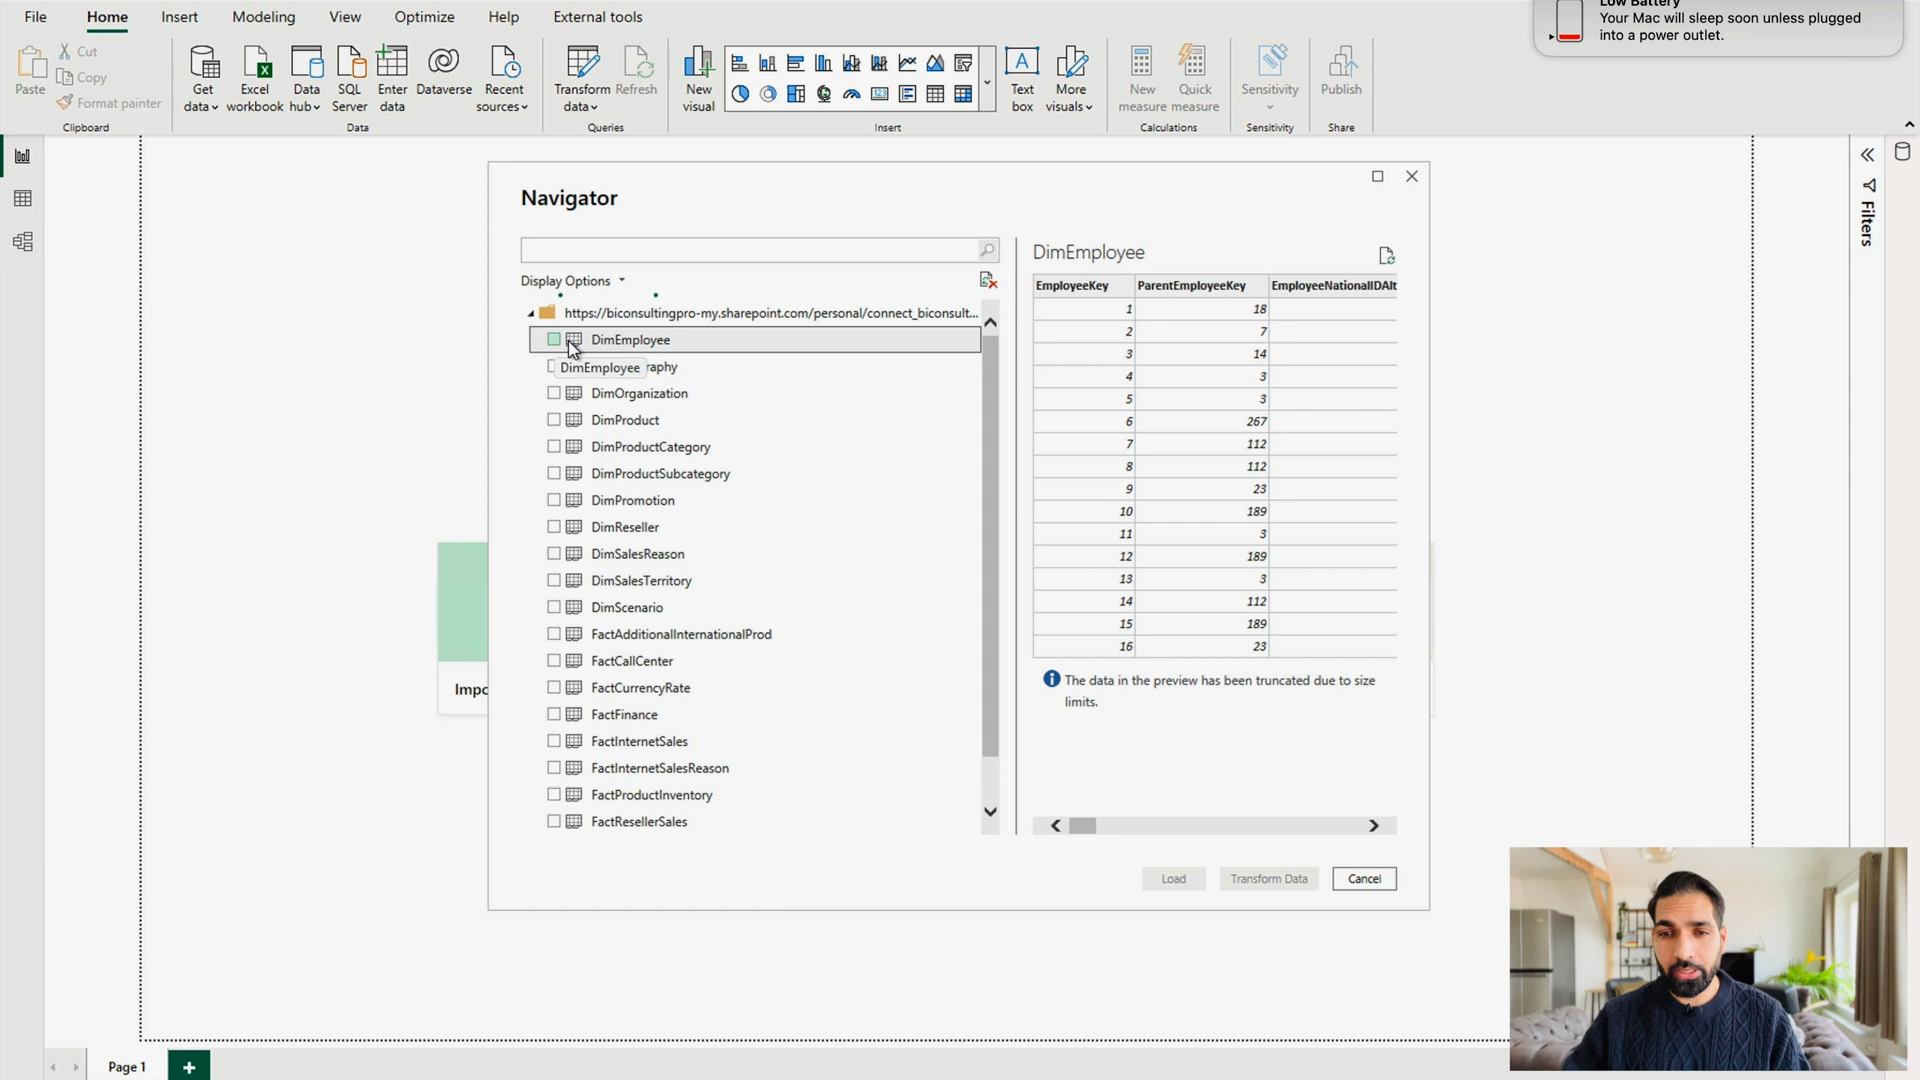 File
Home
Insert
Modeling
View
Optimize
Help
External tools
Low Battery
Your Mac will sleep soon unless plugged
into a power outlet.
Paste
Cut
Copy
Format painter
Clipboard
Get
data
Excel
workbook
Data
hub
SQL
Server
Enter
data
Dataverse
Recent
sources
Data
Transform
data
Refresh
Queries
New
visual
Text
box
More
visuals
Insert
New
measure
Quick
measure
Calculations
Sensitivity
Sensitivity
Publish
Share
Filters
Navigator
Display Options
https://biconsultingpro-my.sharepoint.com/personal/connect_biconsult...
DimEmployee
DimEmployee
raphy
DimOrganization
DimProduct
DimProductCategory
DimProductSubcategory
DimPromotion
DimReseller
DimSalesReason
DimSalesTerritory
DimScenario
FactAdditionalInternationalProd
FactCallCenter
FactCurrencyRate
FactFinance
FactInternetSales
FactInternetSalesReason
FactProductInventory
FactResellerSales
DimEmployee
EmployeeKey ParentEmployeeKey EmployeeNationalIDAlt
1 18
2 7
3 14
4 3
5 3
6 267
7 112
8 112
9 23
10 189
11 3
12 189
13 3
14 112
15 189
16 23
The data in the preview has been truncated due to size
limits.
Load
Transform Data
Cancel
Impo
Page 1